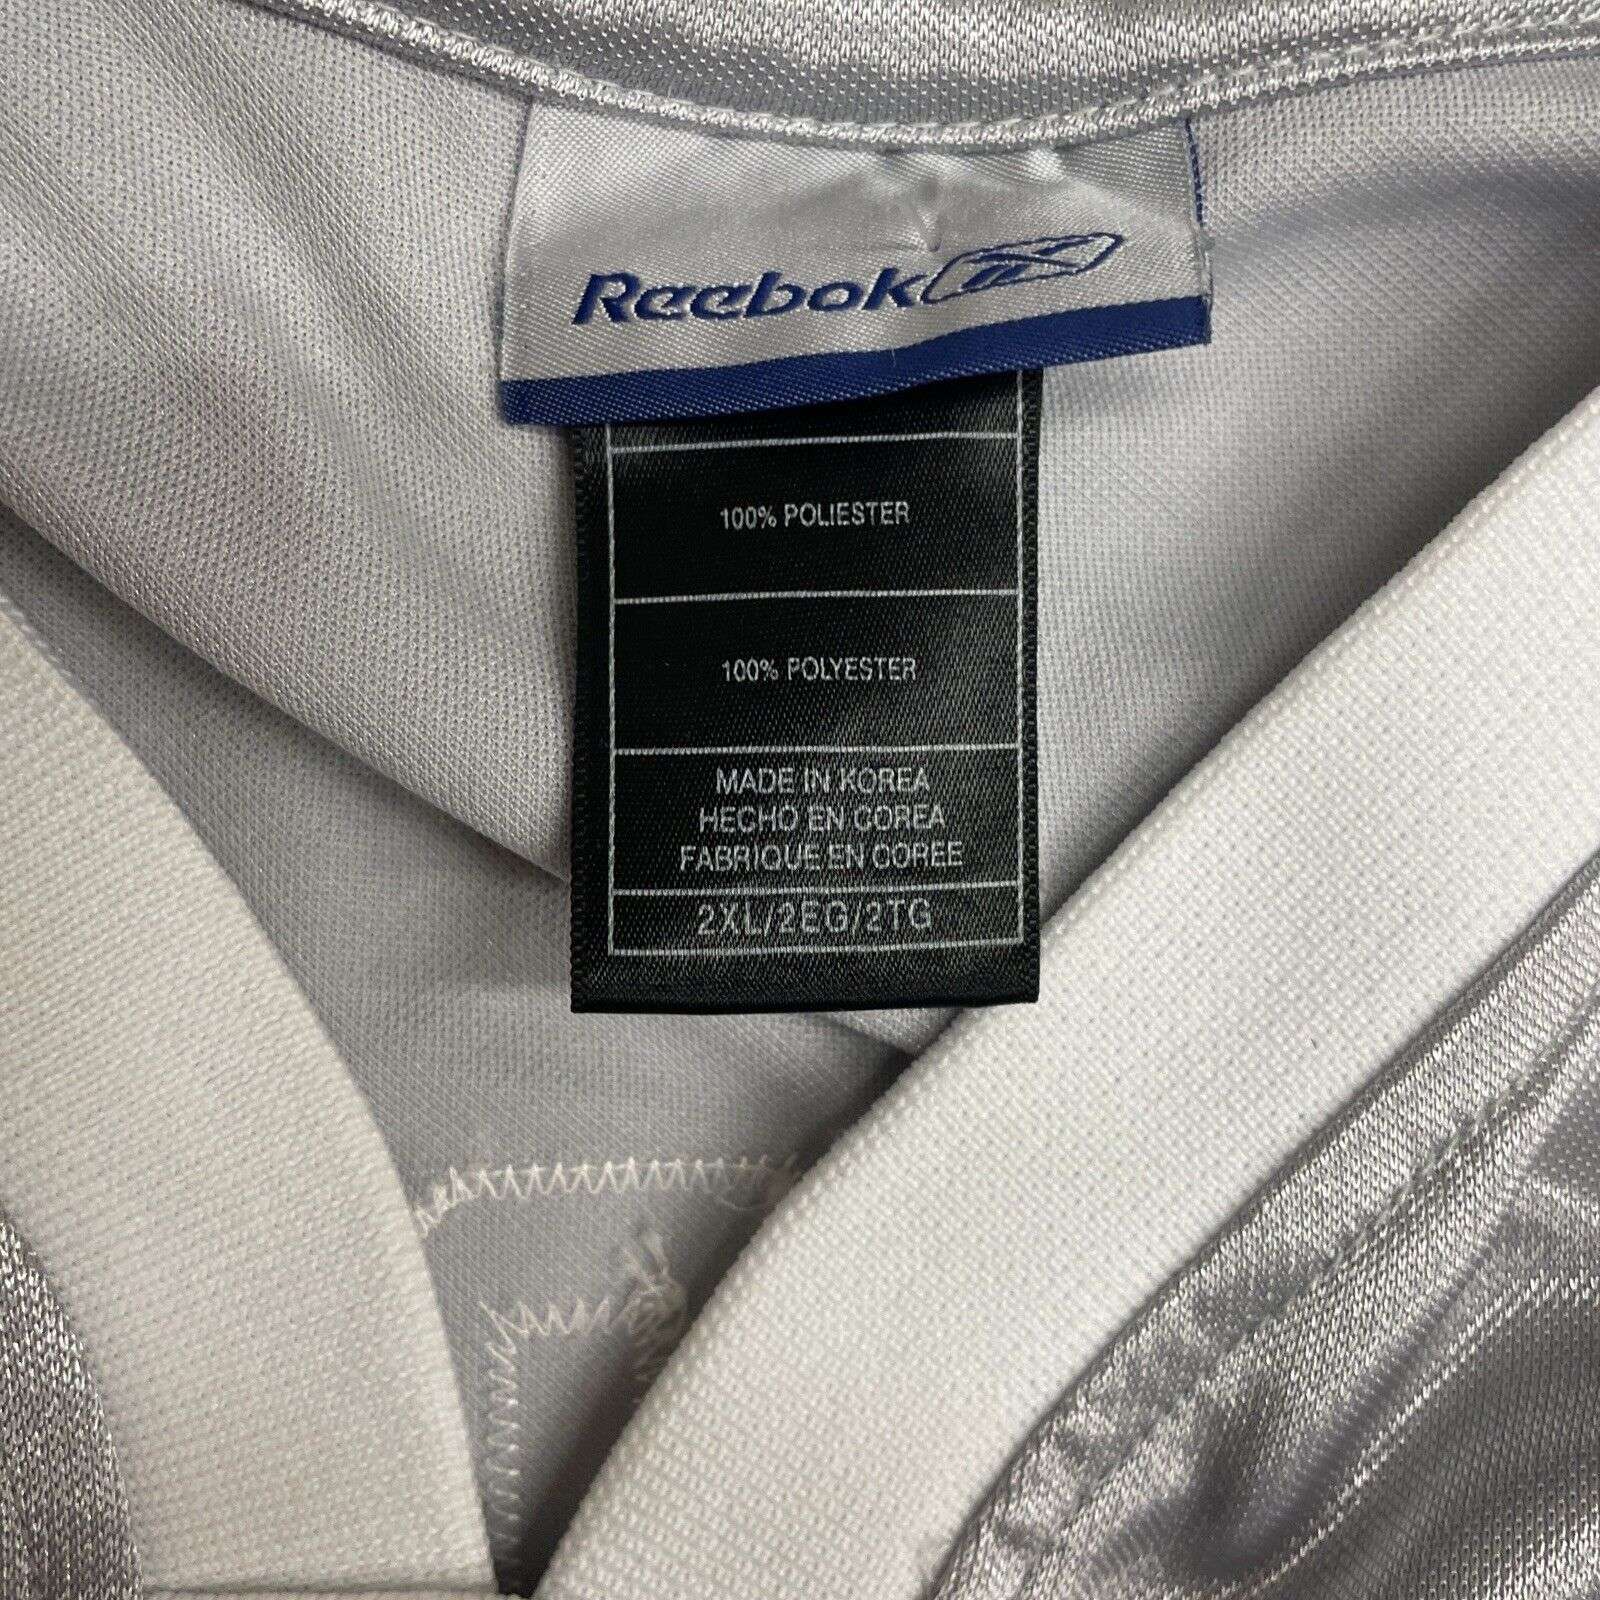 Reebok
100% POLIESTER
100% POLYESTER
MADE IN KOREA
HECHO EN COREA
FABRIQUE EN COREE
2XL/2EG/2TG